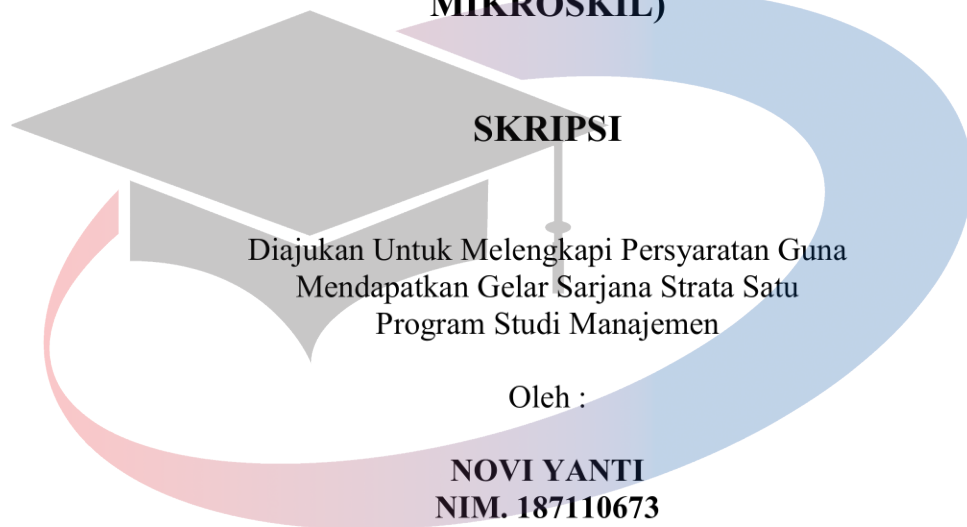 MIKROSKIL)
SKRIPSI
Diajukan Untuk Melengkapi Persyaratan Guna
Mendapatkan Gelar Sarjana Strata Satu
Program Studi Manajemen
Oleh :
NOVI YANTI
NIM. 187110673